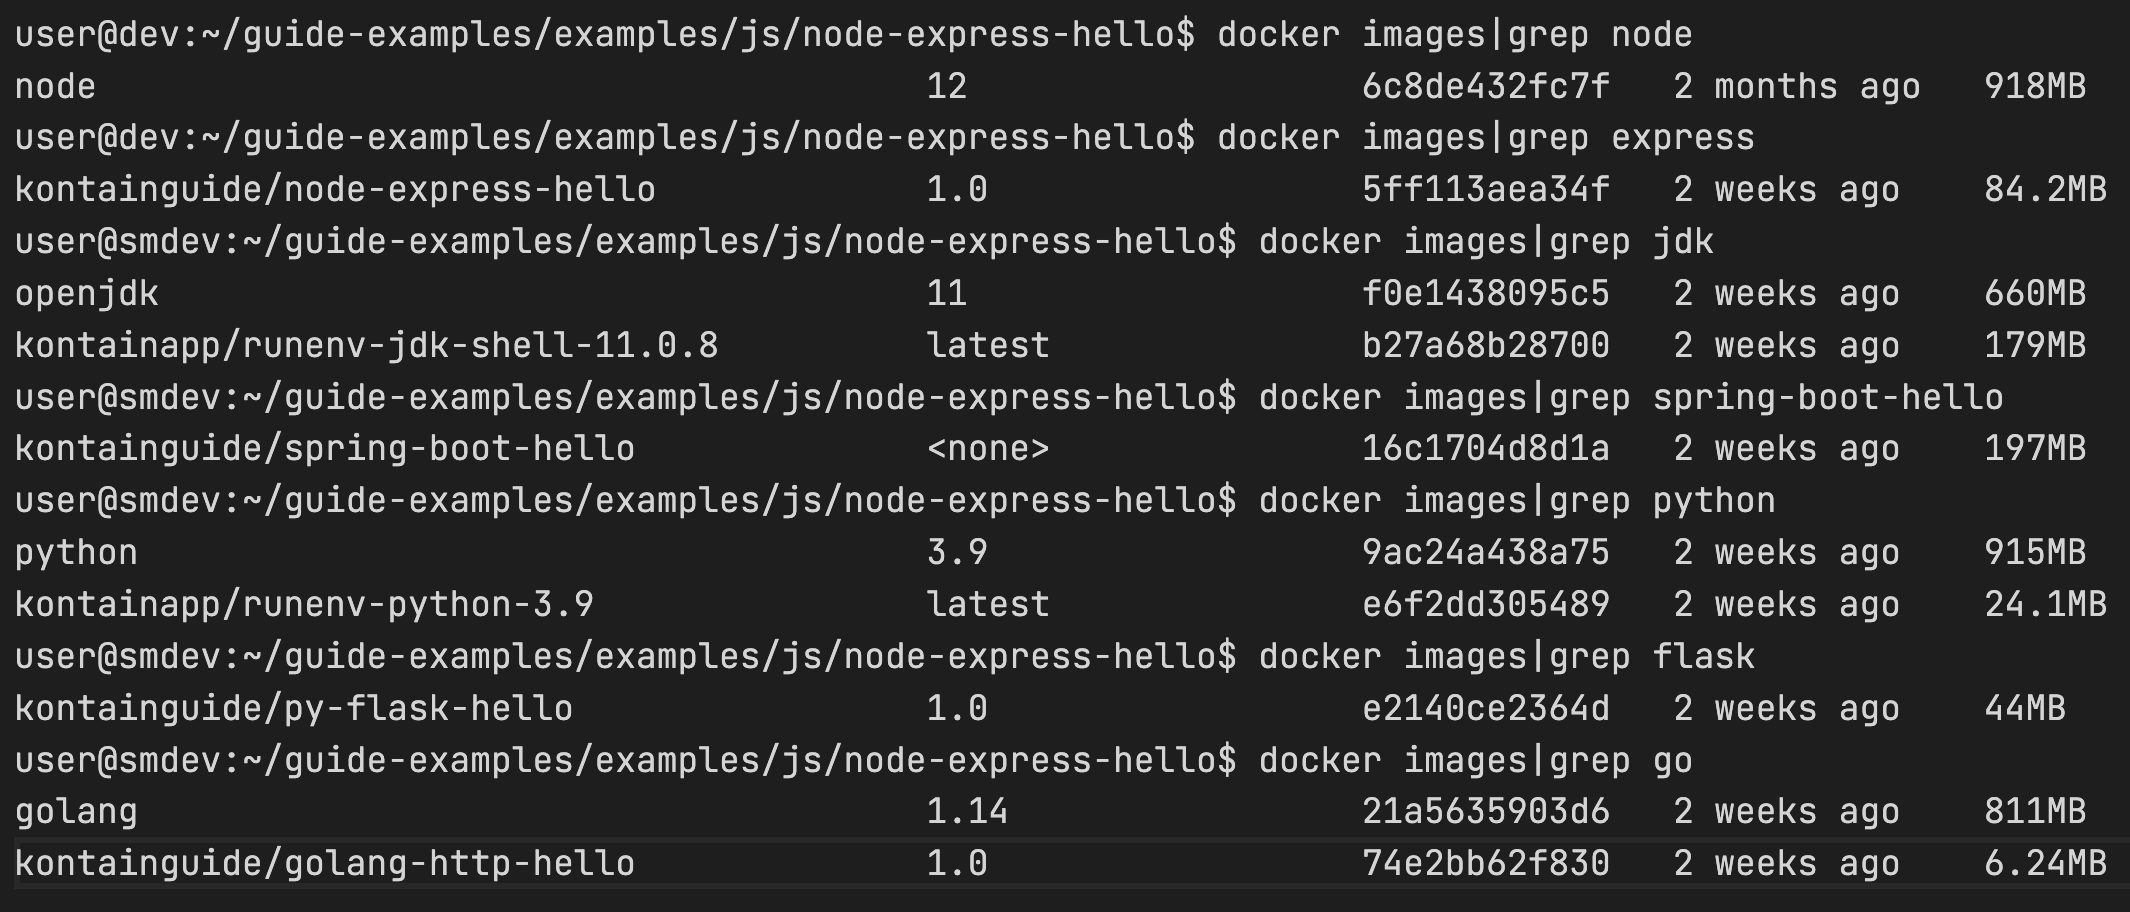 user@dev:~/guide-examples/examples/js/node-express-hello$ docker images|grep node
node 12 6c8de432fc7f 2 months ago 918MB
user@dev:~/guide-examples/examples/js/node-express-hello$ docker images|grep express
kontainguide/node-express-hello 1.0 5ff113aea34f 2 weeks ago 84.2MB
user@smdev:~/guide-examples/examples/js/node-express-hello$ docker images|grep jdk
openjdk 11 f0e1438095c5 2 weeks ago 660MB
kontainapp/runenv-jdk-shell-11.0.8 latest b27a68b28700 2 weeks ago 179MB
user@smdev:~/guide-examples/examples/js/node-express-hello$ docker images|grep spring-boot-hello
kontainguide/spring-boot-hello <none> 16c1704d8d1a 2 weeks ago 197MB
user@smdev:~/guide-examples/examples/js/node-express-hello$ docker images|grep python
python 3.9 9ac24a438a75 2 weeks ago 915MB
kontainapp/runenv-python-3.9 latest e6f2dd305489 2 weeks ago 24.1MB
user@smdev:~/guide-examples/examples/js/node-express-hello$ docker images|grep flask
kontainguide/py-flask-hello 1.0 e2140ce2364d 2 weeks ago 44MB
user@smdev:~/guide-examples/examples/js/node-express-hello$ docker images|grep go
golang 1.14 21a5635903d6 2 weeks ago 811MB
kontainguide/golang-http-hello 1.0 74e2bb62f830 2 weeks ago 6.24MB